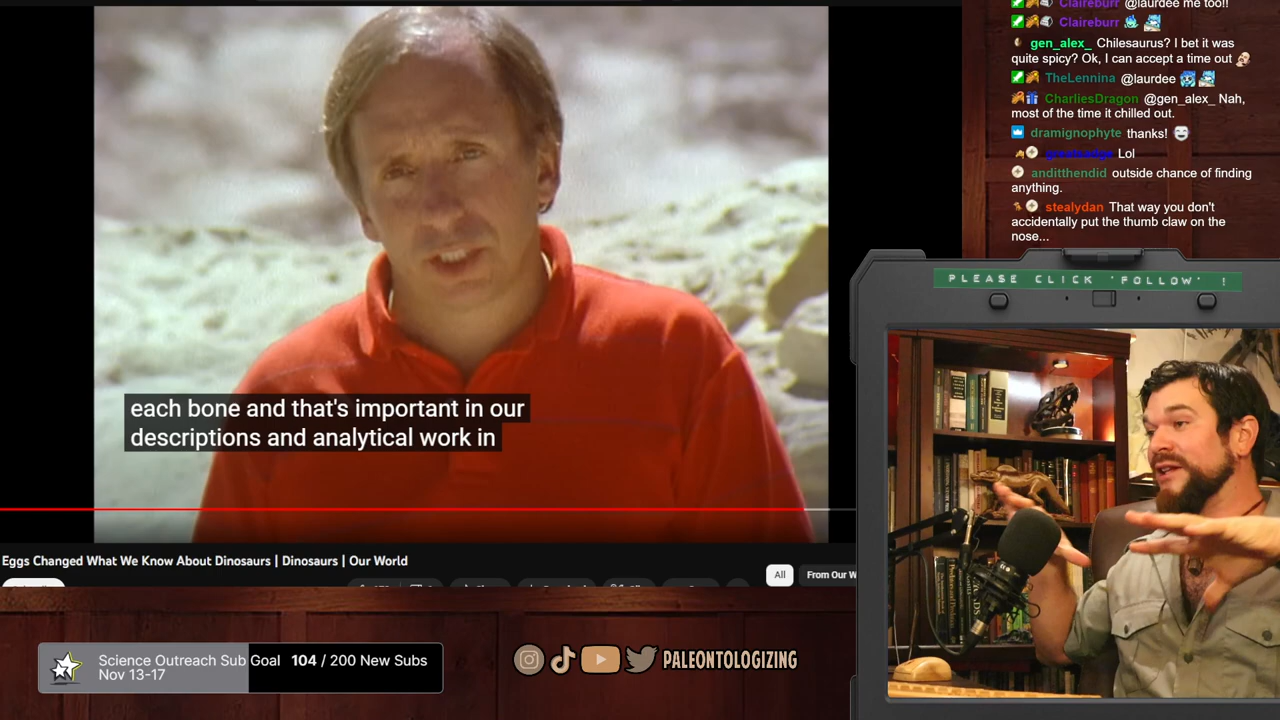 Claireburr @laurdee me too!!
Claireburr
gen_alex_ Chilesaurus? I bet it was
quite spicy? Ok, I can accept a time out
TheLennina @laurdee
CharliesDragon @gen_alex_ Nah,
most of the time it chilled out.
dramignophyte thanks!
Lol
anditthendid outside chance of finding
anything.
stealydan That way you don't
accidentally put the thumb claw on the
nose...
PLEASE CLICK 'FOLLOW' !
each bone and that's important in our
descriptions and analytical work in
Eggs Changed What We Know About Dinosaurs | Dinosaurs | Our World
All
From Our W
Science Outreach Sub Goal 104 / 200 New Subs
Nov 13-17
PALEONTOLOGIZING